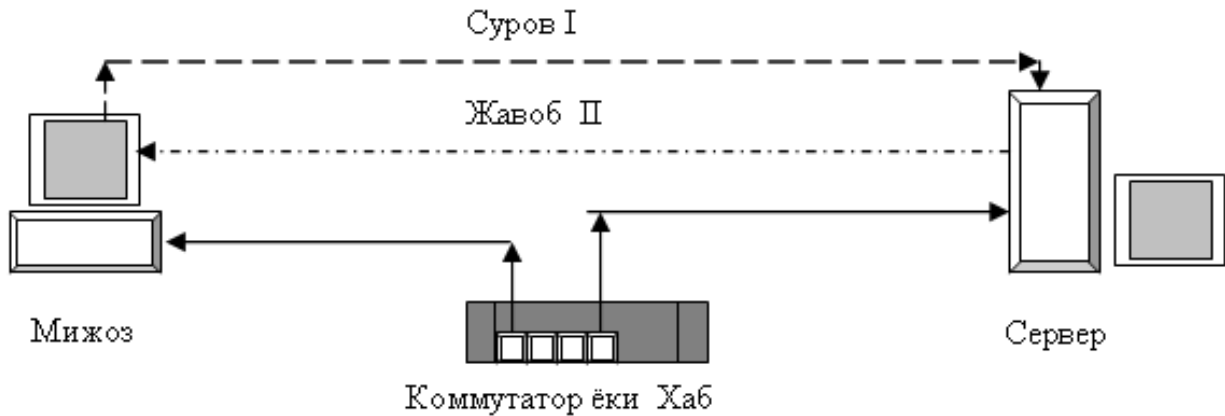 Суров I
Жавоб II
Мижоз
Сервер
Коммутатор ёки Хаб